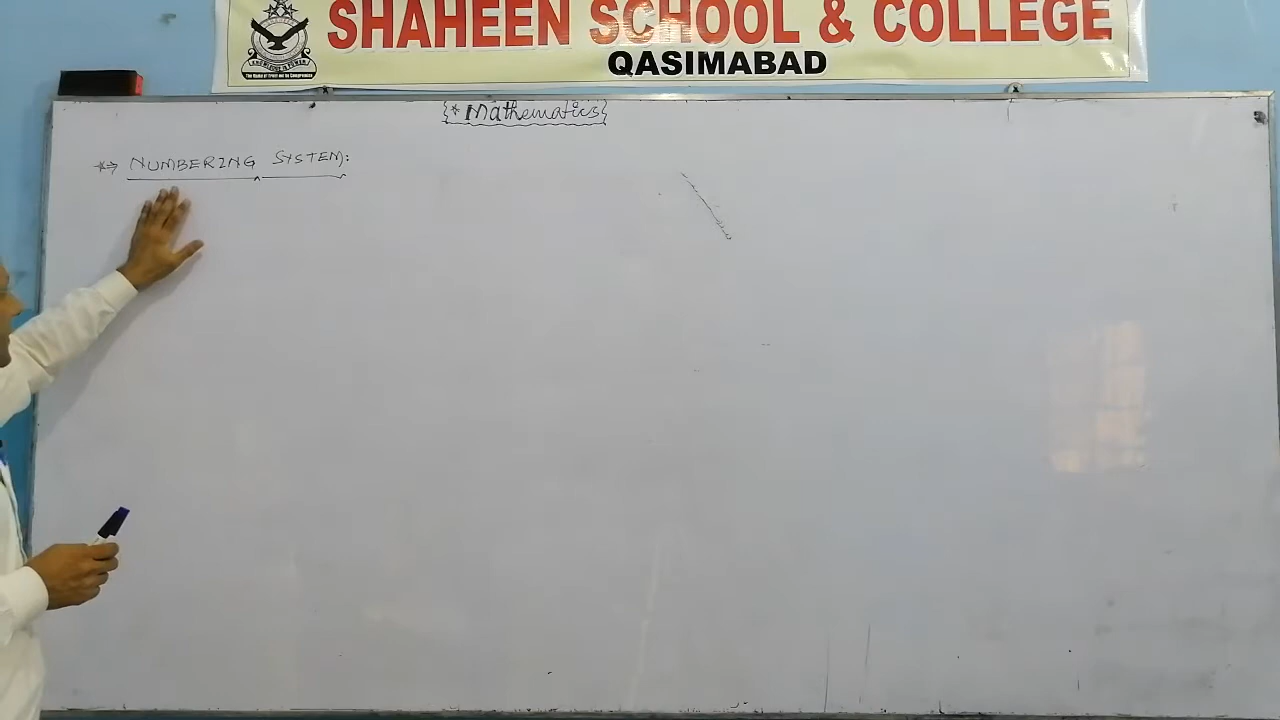 SHAHEEN SCHOOL & COLLEGE
QASIMABAD
{* Mathematics}
*⇒ NUMBERING SYSTEM: